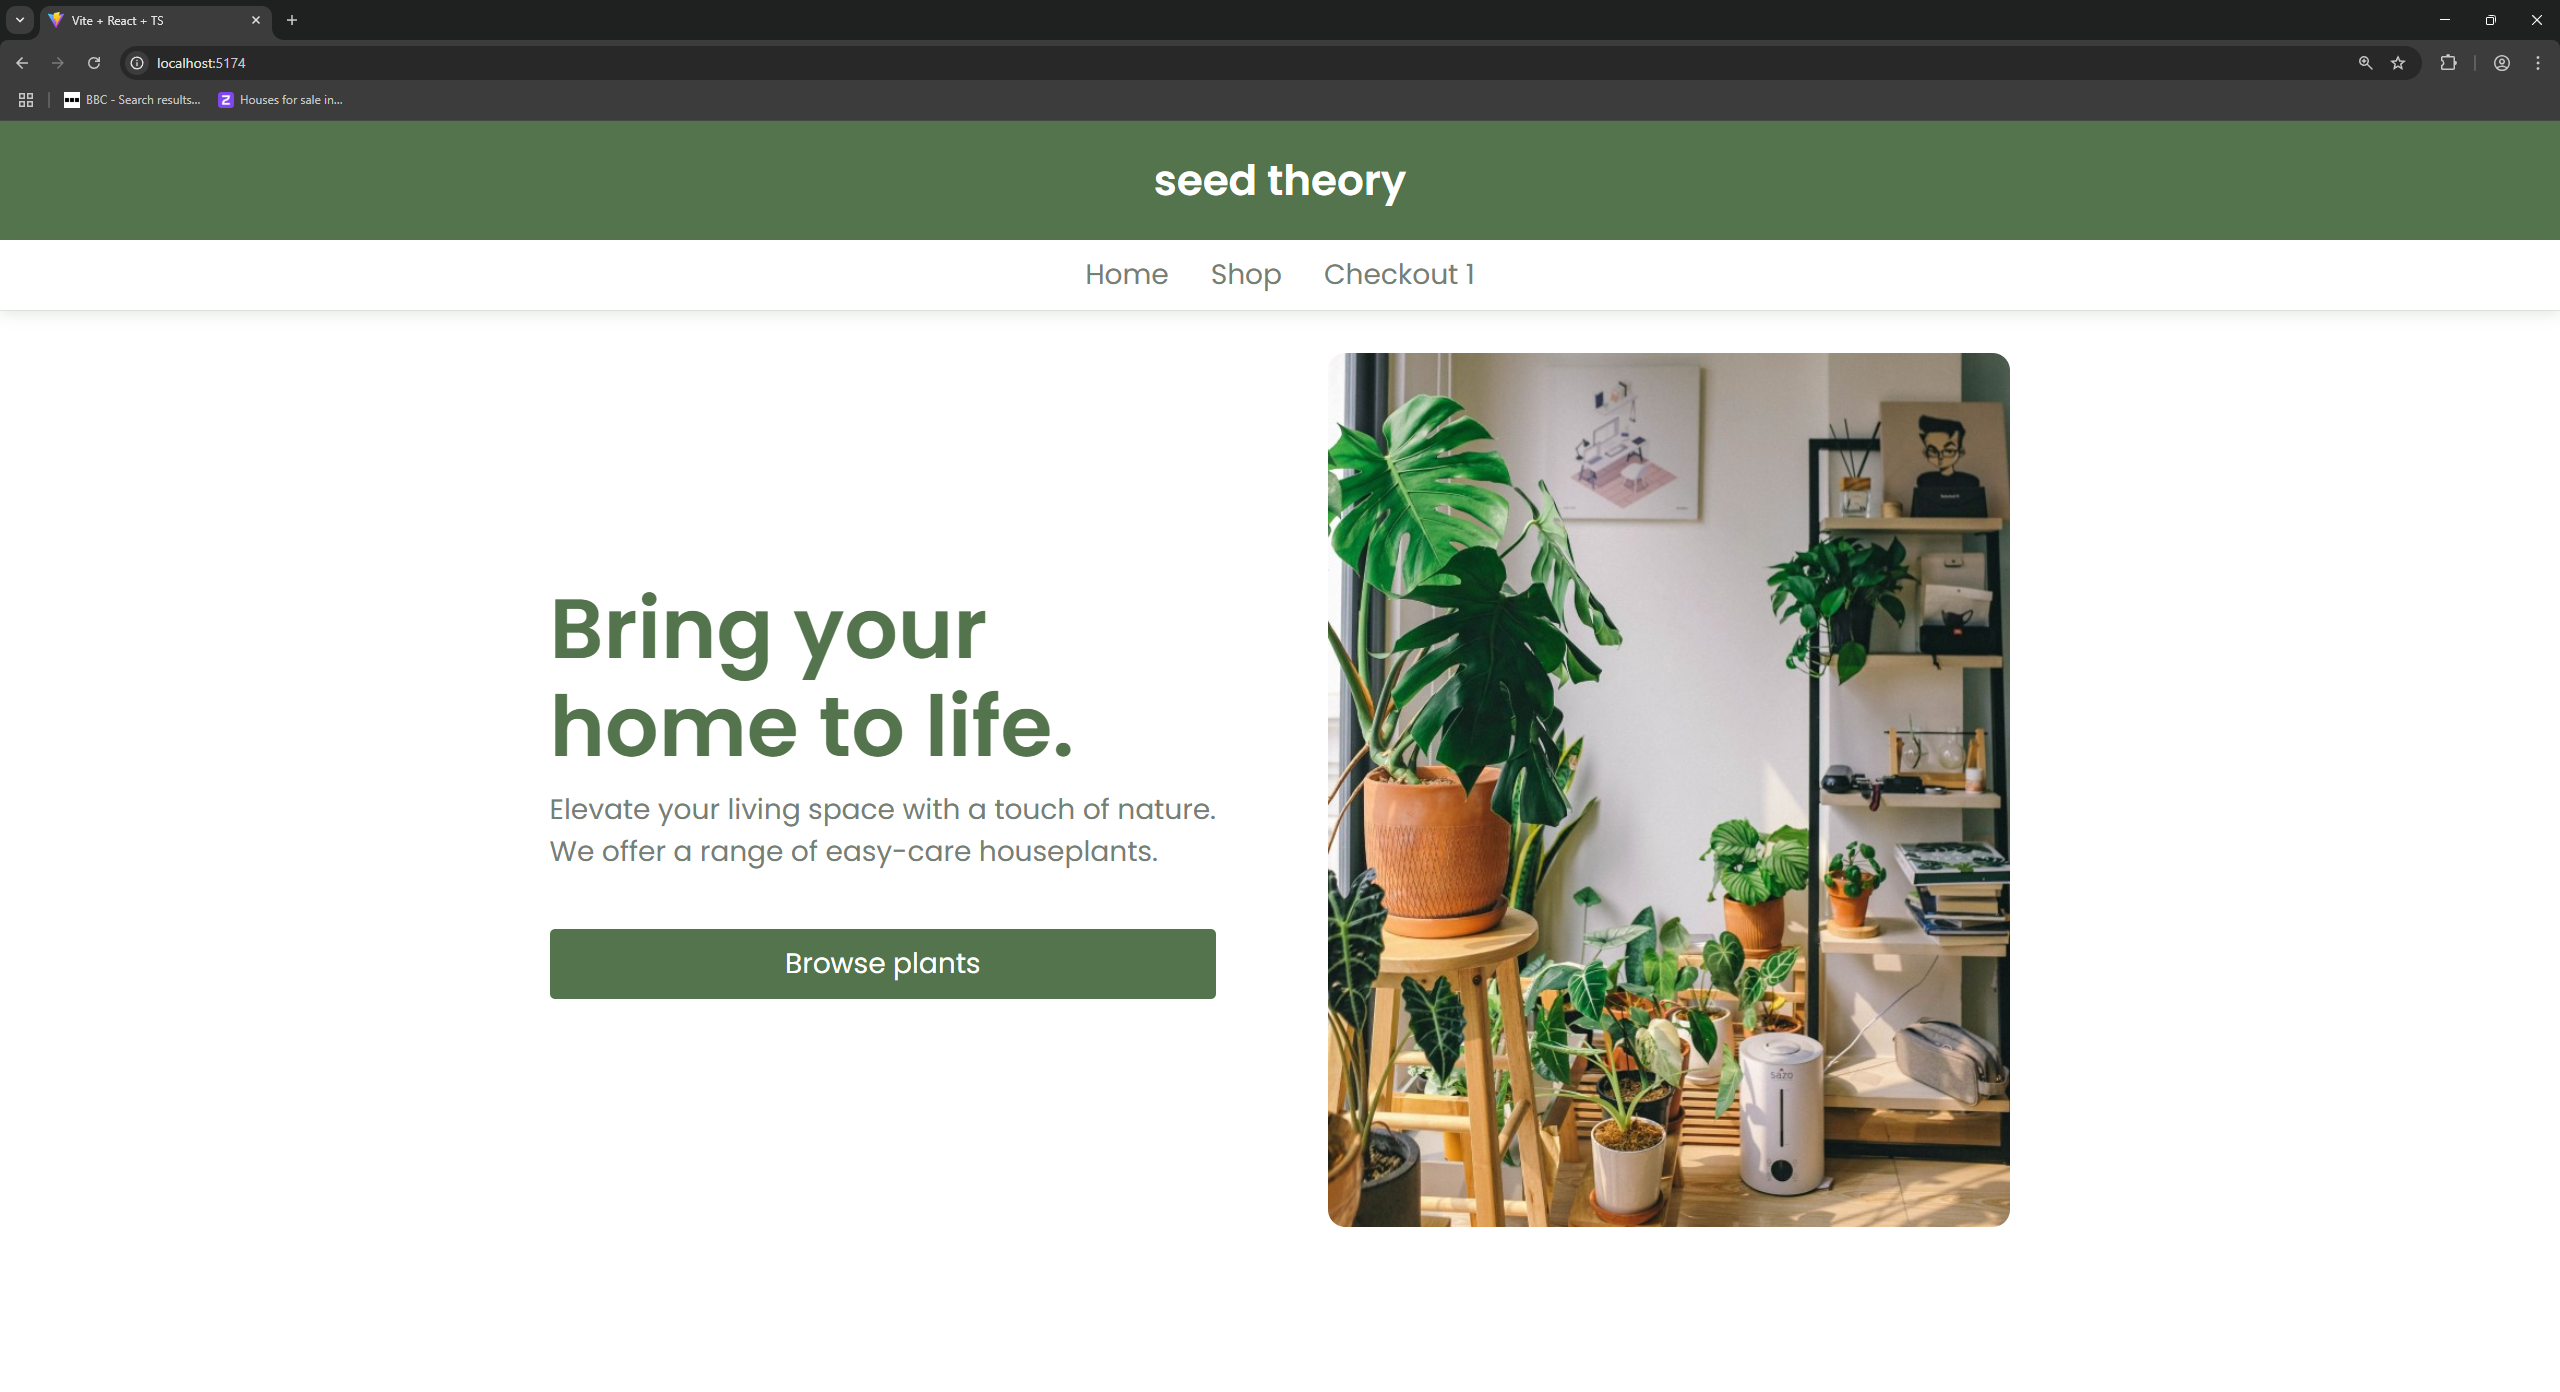 Vite + React + TS
localhost:5174
BBC - Search results...
Houses for sale in...
seed theory
Home Shop Checkout 1
Bring your
home to life.
Elevate your living space with a touch of nature.
We offer a range of easy-care houseplants.
Browse plants
sazo